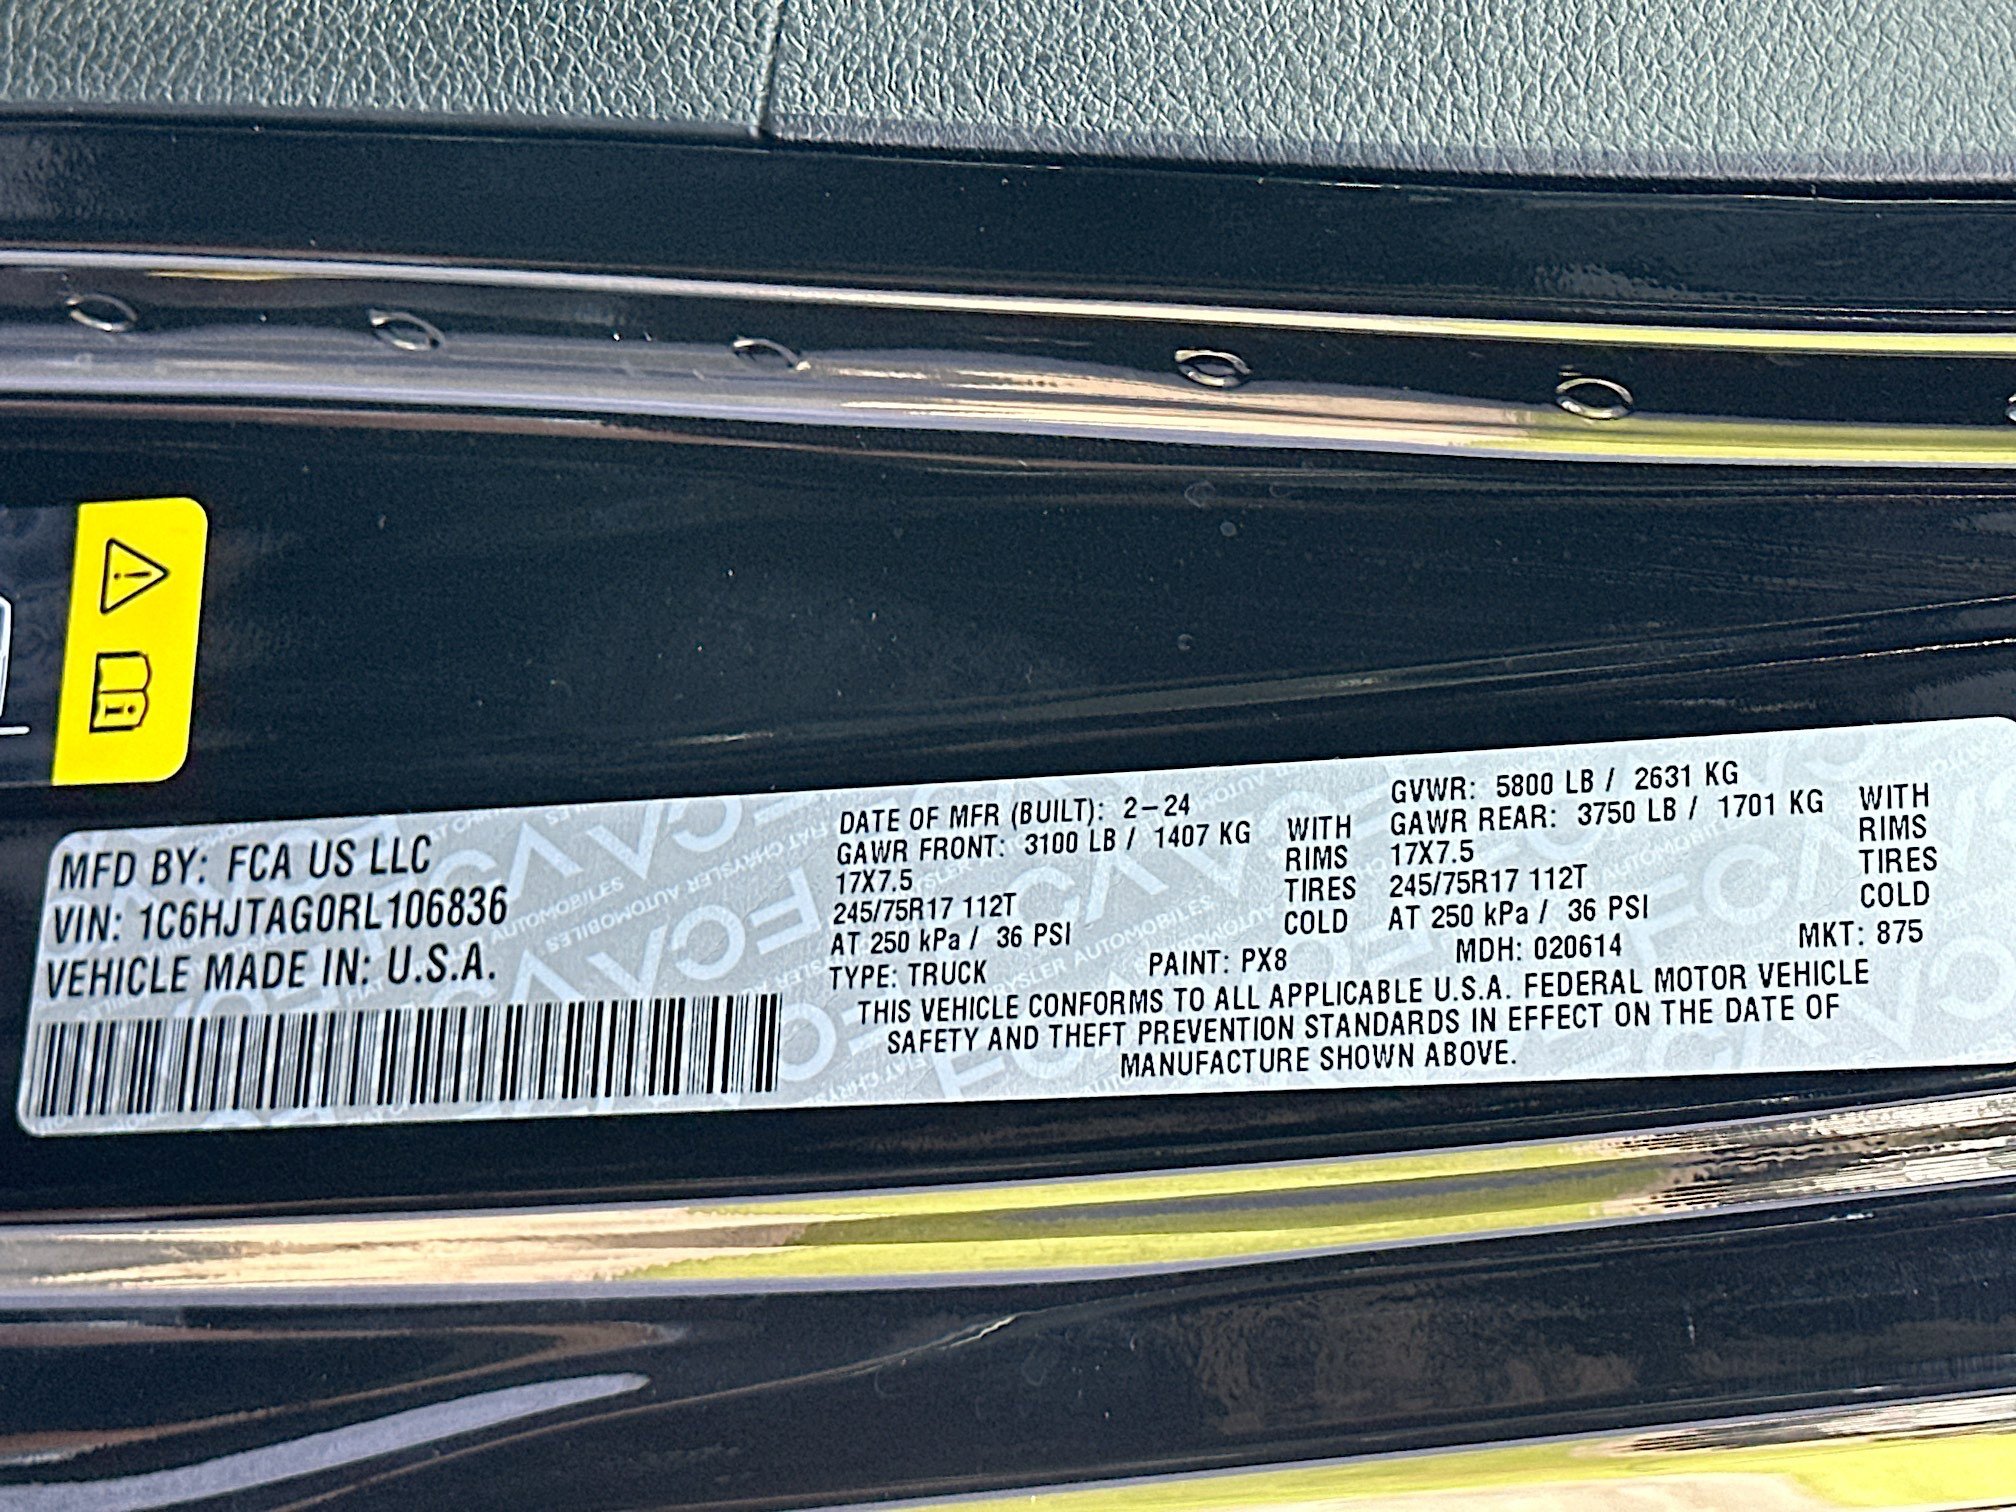 MFD BY: FCA US LLC
VIN: 1C6HJTAG0RL106836
VEHICLE MADE IN: U.S.A.
DATE OF MFR (BUILT): 2-24
GAWR FRONT: 3100 LB / 1407 KG WITH
17X7.5 RIMS
245/75R17 112T TIRES
AT 250 kPa / 36 PSI COLD
GVWR: 5800 LB / 2631 KG
GAWR REAR: 3750 LB / 1701 KG WITH
17X7.5 RIMS
245/75R17 112T TIRES
AT 250 kPa / 36 PSI COLD
TYPE: TRUCK PAINT: PX8 MDH: 020614 MKT: 875
THIS VEHICLE CONFORMS TO ALL APPLICABLE U.S.A. FEDERAL MOTOR VEHICLE
SAFETY AND THEFT PREVENTION STANDARDS IN EFFECT ON THE DATE OF
MANUFACTURE SHOWN ABOVE.